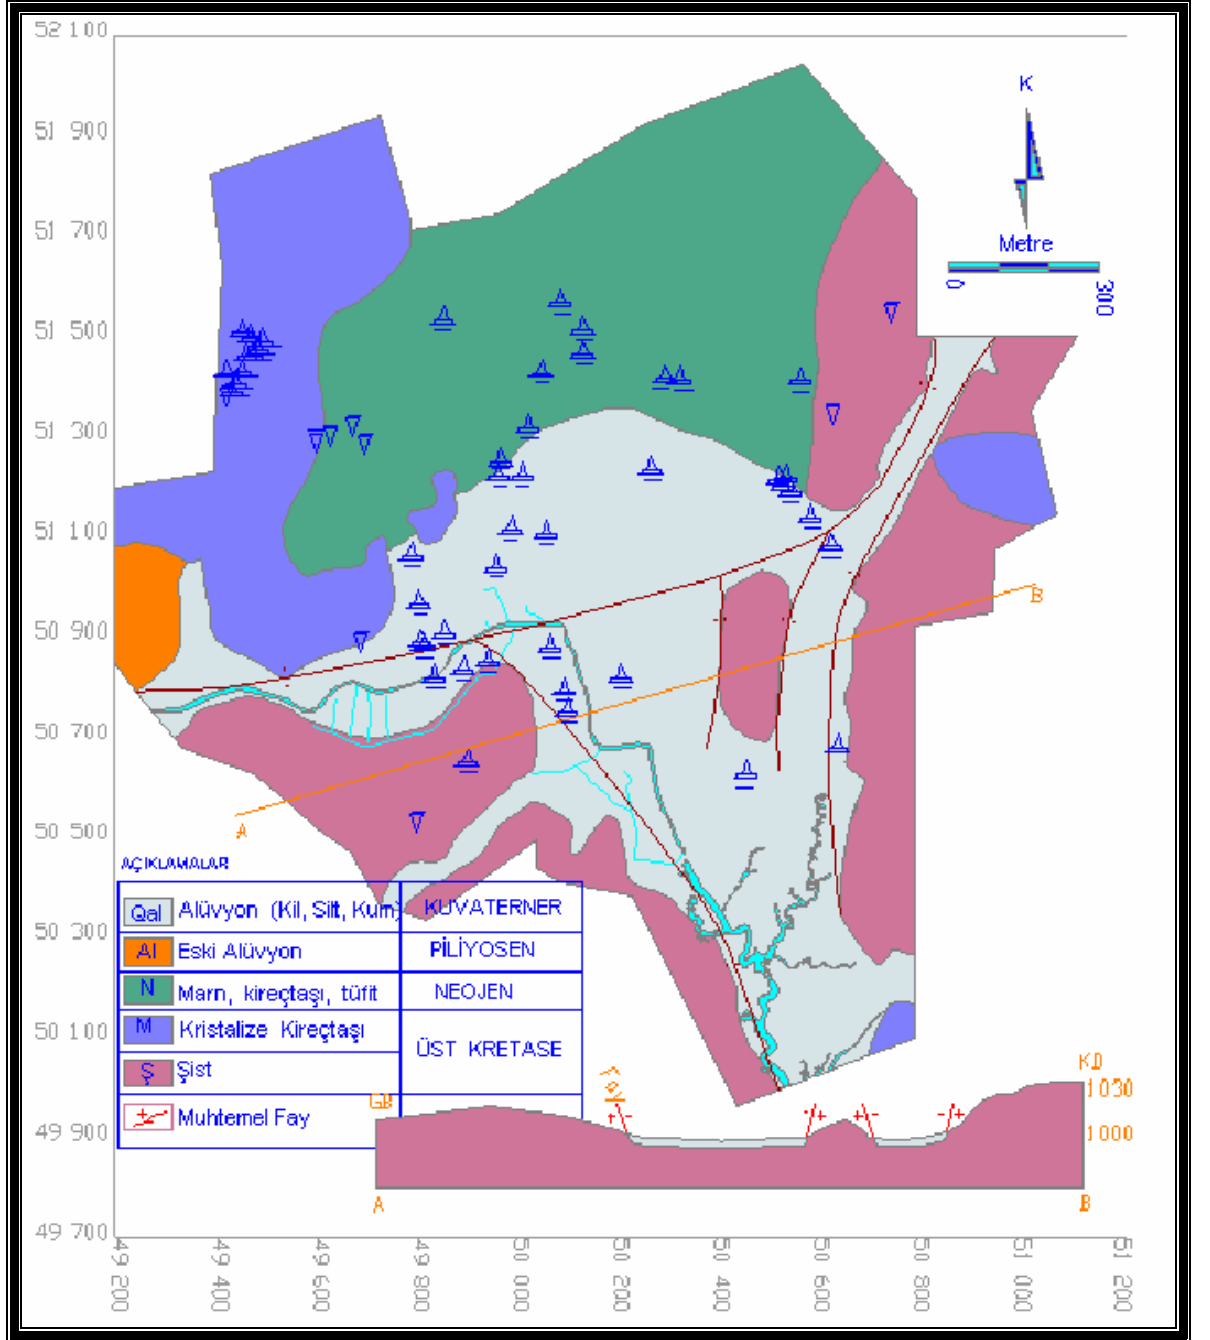 52 100
51 900
51 700
51 500
51 300
51 100
50 900
50 700
50 500
50 300
50 100
49 900
49 700
K
Metre
0
300
B
A
AÇIKLAMALAR
Qal Alüvyon (Kil, Silt, Kum) KUVATERNER
Al Eski Alüvyon PİLİYOSEN
N Marn, kireçtaşı, tüfit NEOJEN
M Kristalize Kireçtaşı ÜST KRETASE
Ş Şist
Muhtemel Fay
GB
KD
1030
1000
A
B
49 200
49 400
49 600
49 800
50 000
50 200
50 400
50 600
50 800
51 000
51 200